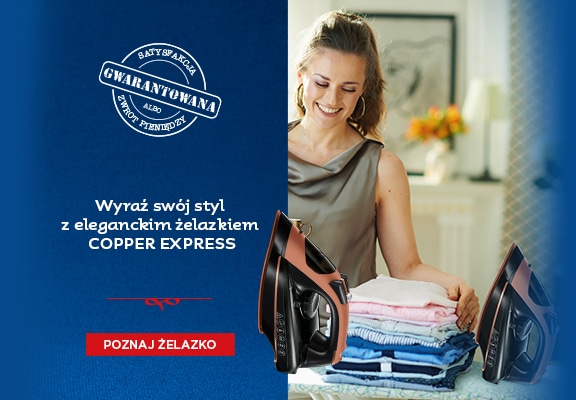 SATYSFAKCJA
GWARANTOWANA
ALBO
ZWROT PIENIĘDZY
Wyraź swój styl
z eleganckim żelazkiem
COPPER EXPRESS
POZNAJ ŻELAZKO